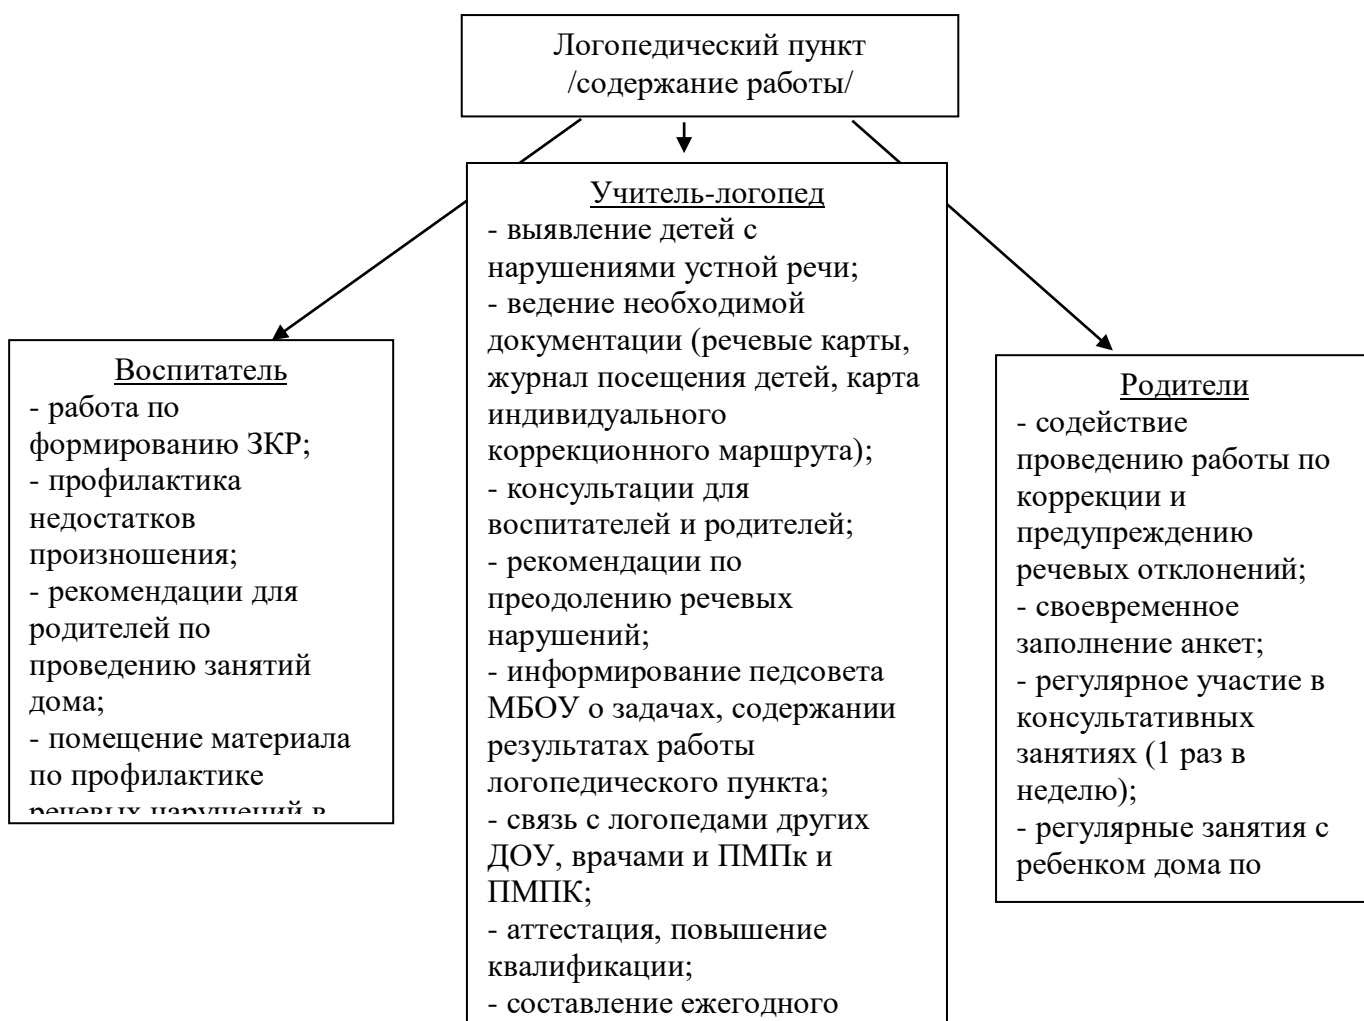 Логопедический пункт
/содержание работы/
Воспитатель
- работа по
формированию ЗКР;
- профилактика
недостатков
произношения;
- рекомендации для
родителей по
проведению занятий
дома;
- помещение материала
по профилактике
речевых нарушений в
Учитель-логопед
- выявление детей с
нарушениями устной речи;
- ведение необходимой
документации (речевые карты,
журнал посещения детей, карта
индивидуального
коррекционного маршрута);
- консультации для
воспитателей и родителей;
- рекомендации по
преодолению речевых
нарушений;
- информирование педсовета
МБОУ о задачах, содержании
результатах работы
логопедического пункта;
- связь с логопедами других
ДОУ, врачами и ПМПк и
ПМПК;
- аттестация, повышение
квалификации;
- составление ежегодного
Родители
- содействие
проведению работы по
коррекции и
предупреждению
речевых отклонений;
- своевременное
заполнение анкет;
- регулярное участие в
консультативных
занятиях (1 раз в
неделю);
- регулярные занятия с
ребенком дома по